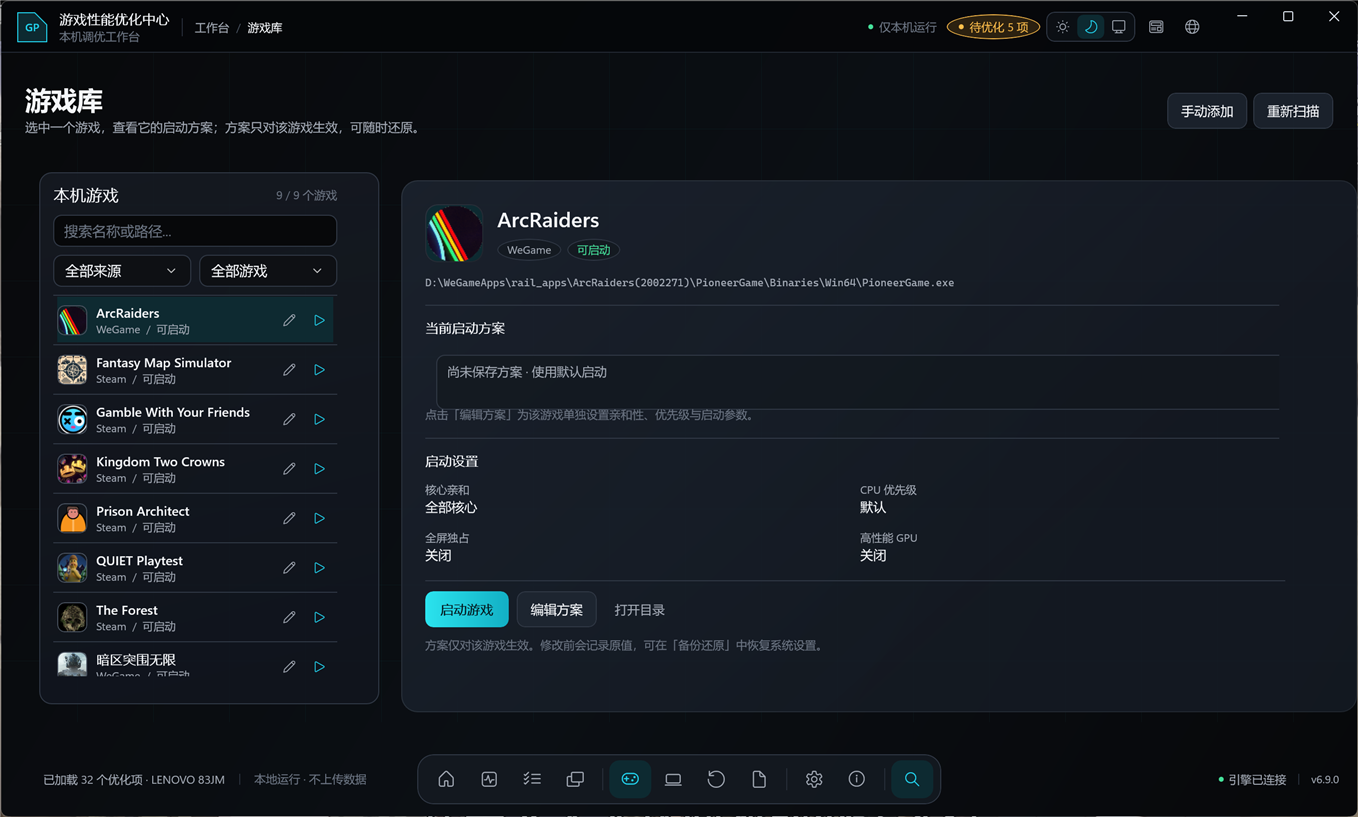 GP
游戏性能优化中心
本机调优工作台
工作台 / 游戏库
仅本机运行
待优化 5 项
游戏库
选中一个游戏，查看它的启动方案；方案只对该游戏生效，可随时还原。
手动添加
重新扫描
本机游戏
9 / 9 个游戏
搜索名称或路径...
全部来源
全部游戏
ArcRaiders
WeGame / 可启动
Fantasy Map Simulator
Steam / 可启动
Gamble With Your Friends
Steam / 可启动
Kingdom Two Crowns
Steam / 可启动
Prison Architect
Steam / 可启动
QUIET Playtest
Steam / 可启动
The Forest
Steam / 可启动
暗区突围无限
WeGame / 可启动
ArcRaiders
WeGame
可启动
D:\WeGameApps\rail_apps\ArcRaiders(2002271)\PioneerGame\Binaries\Win64\PioneerGame.exe
当前启动方案
尚未保存方案 · 使用默认启动
点击「编辑方案」为该游戏单独设置亲和性、优先级与启动参数。
启动设置
核心亲和
全部核心
CPU 优先级
默认
全屏独占
关闭
高性能 GPU
关闭
启动游戏
编辑方案
打开目录
方案仅对该游戏生效。修改前会记录原值，可在「备份还原」中恢复系统设置。
已加载 32 个优化项 · LENOVO 83JM
本地运行 · 不上传数据
引擎已连接
v6.9.0